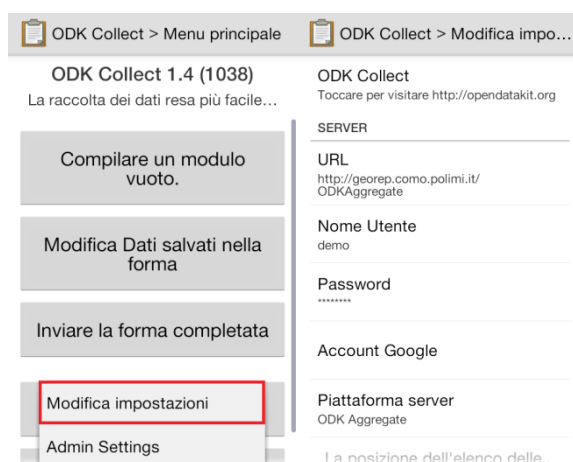 ODK Collect > Menu principale
ODK Collect 1.4 (1038)
La raccolta dei dati resa più facile...
Compilare un modulo
vuoto.
Modifica Dati salvati nella
forma
Inviare la forma completata
Modifica impostazioni
Admin Settings
ODK Collect > Modifica impo...
ODK Collect
Toccare per visitare http://opendatakit.org
SERVER
URL
http://georep.como.polimi.it/
ODKAggregate
Nome Utente
demo
Password
********
Account Google
Piattaforma server
ODK Aggregate
La posizione dell'elenco delle...